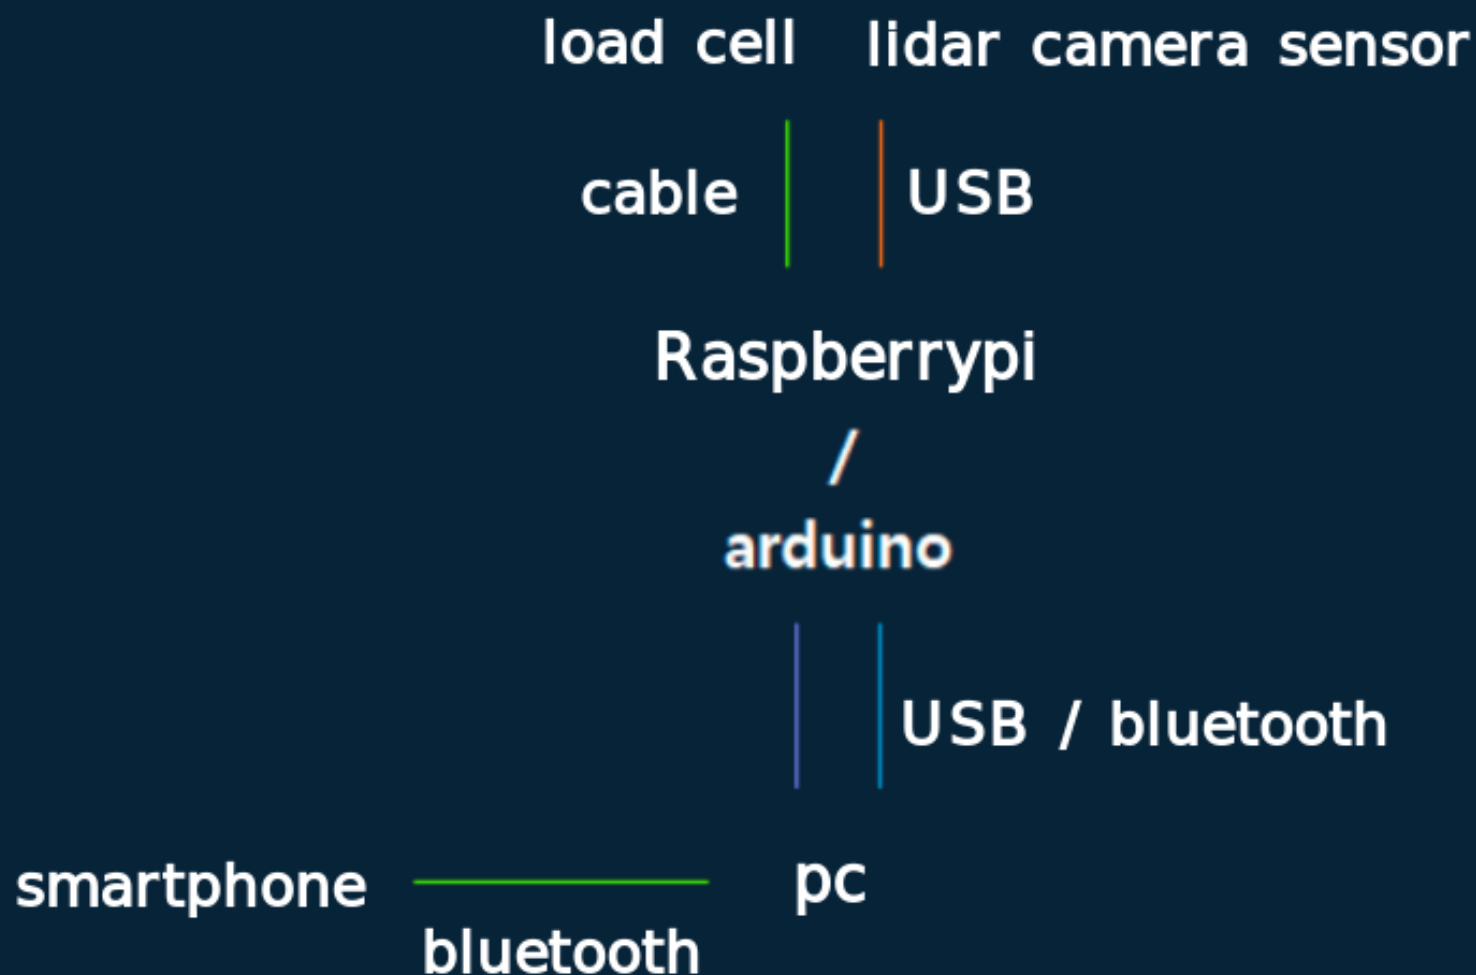 load cell lidar camera sensor
cable USB
Raspberrypi
/
arduino
USB / bluetooth
smartphone pc
bluetooth